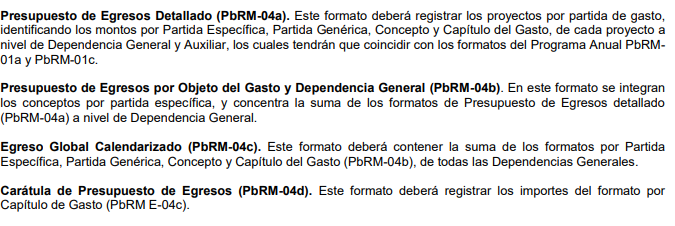 Presupuesto de Egresos Detallado (PbRM-04a). Este formato deberá registrar los proyectos por partida de gasto,
identificando los montos por Partida Específica, Partida Genérica, Concepto y Capítulo del Gasto, de cada proyecto a
nivel de Dependencia General y Auxiliar, los cuales tendrán que coincidir con los formatos del Programa Anual PbRM-
01a y PbRM-01c.
Presupuesto de Egresos por Objeto del Gasto y Dependencia General (PbRM-04b). En este formato se integran
los conceptos por partida específica, y concentra la suma de los formatos de Presupuesto de Egresos detallado
(PbRM-04a) a nivel de Dependencia General.
Egreso Global Calendarizado (PbRM-04c). Este formato deberá contener la suma de los formatos por Partida
Específica, Partida Genérica, Concepto y Capítulo del Gasto (PbRM-04b), de todas las Dependencias Generales.
Carátula de Presupuesto de Egresos (PbRM-04d). Este formato deberá registrar los importes del formato por
Capítulo de Gasto (PbRM E-04c).